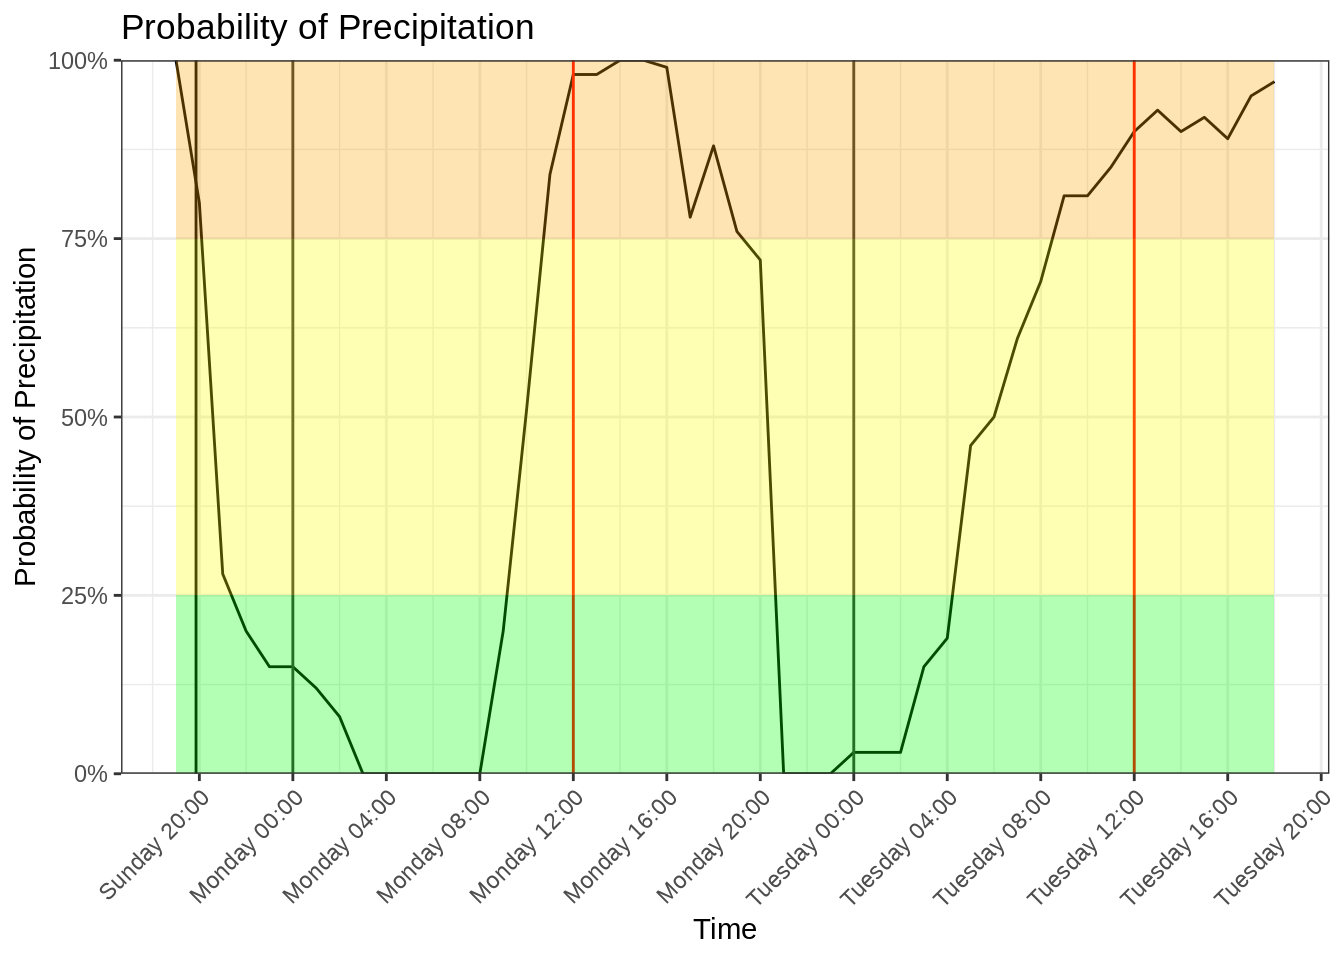 Probability of Precipitation
Probability of Precipitation
100%
75%
50%
25%
0%
Sunday 20:00
Monday 00:00
Monday 04:00
Monday 08:00
Monday 12:00
Monday 16:00
Monday 20:00
Tuesday 00:00
Tuesday 04:00
Tuesday 08:00
Tuesday 12:00
Tuesday 16:00
Tuesday 20:00
Time